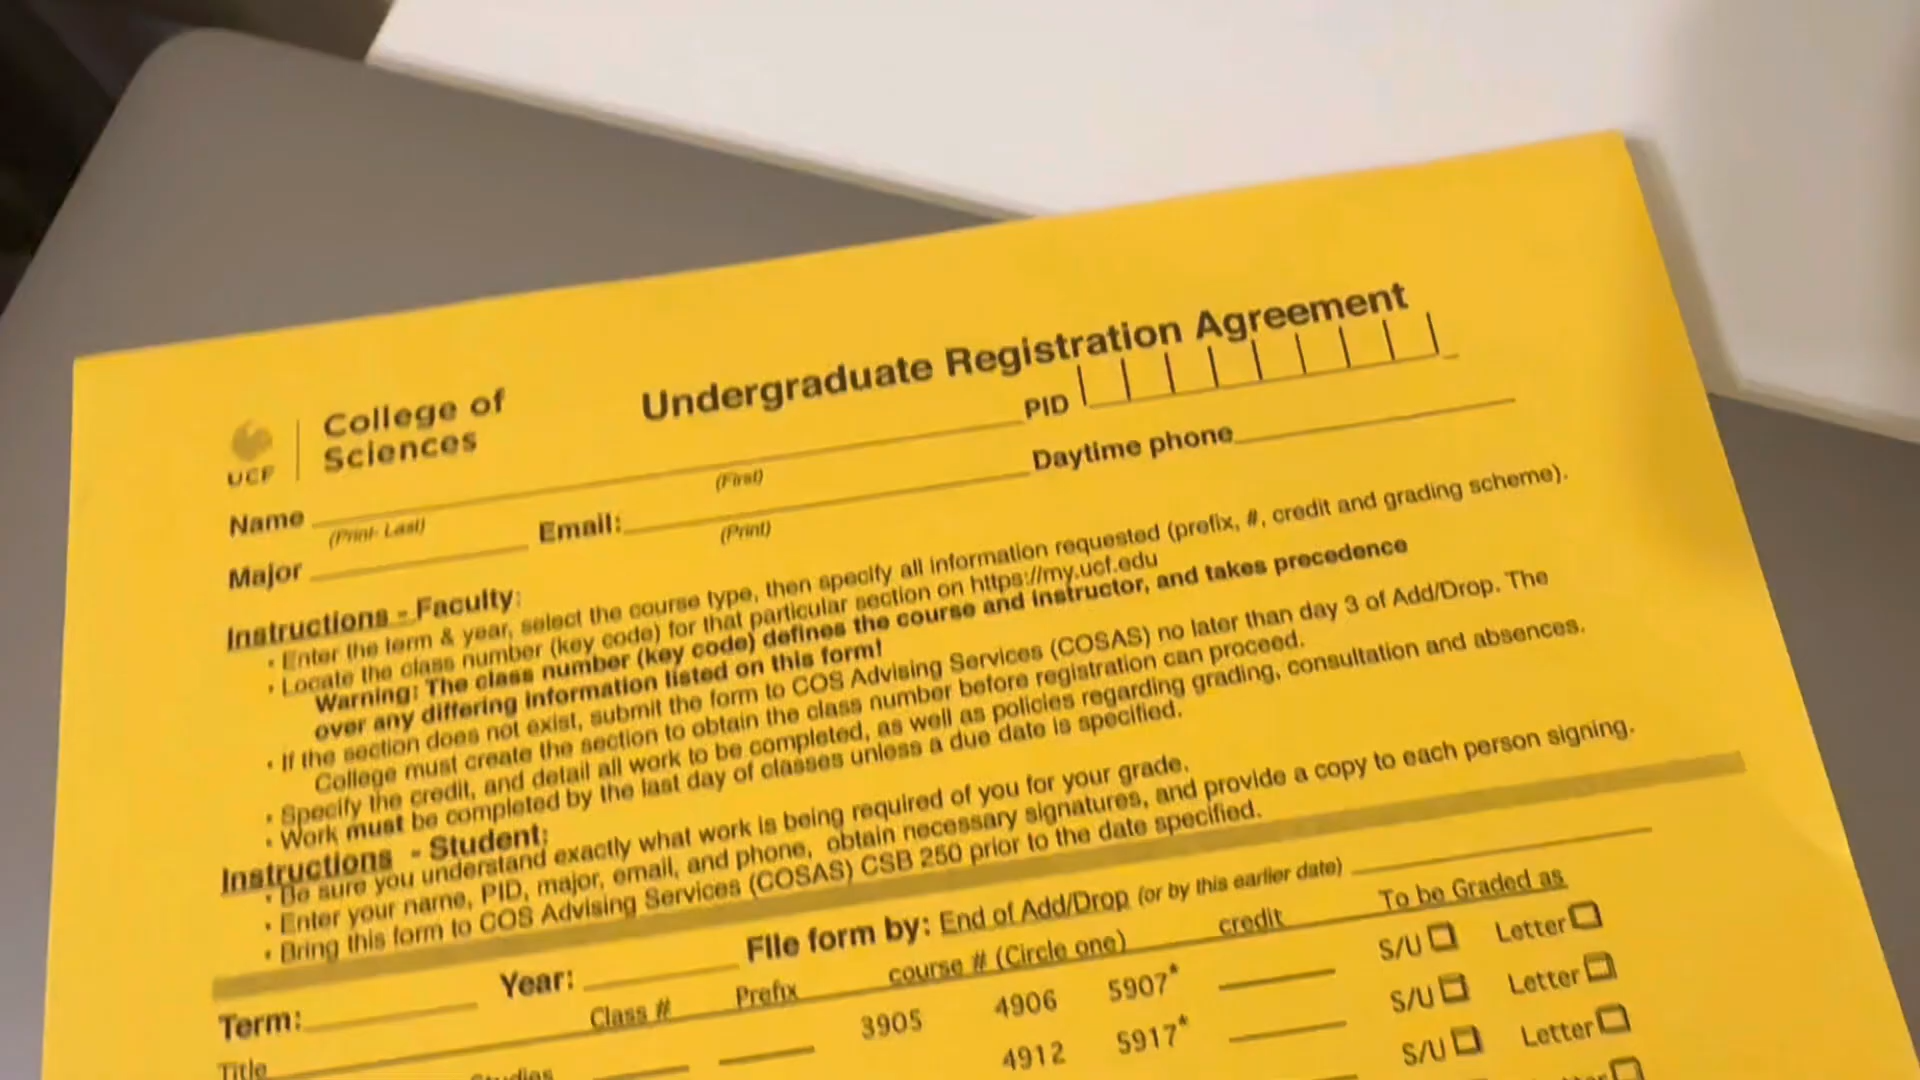 Undergraduate Registration Agreement
UCF
College of
Sciences
Name
(Print- Last)
(First)
PID
Major
Email:
(Print)
Daytime phone
Instructions - Faculty:
• Enter the term & year, select the course type, then specify all information requested (prefix, #, credit and grading scheme).
• Locate the class number (key code) for that particular section on https://my.ucf.edu
Warning: The class number (key code) defines the course and instructor, and takes precedence
over any differing information listed on this form!
• If the section does not exist, submit the form to COS Advising Services (COSAS) no later than day 3 of Add/Drop. The
College must create the section to obtain the class number before registration can proceed.
• Specify the credit, and detail all work to be completed, as well as policies regarding grading, consultation and absences.
• Work must be completed by the last day of classes unless a due date is specified.
Instructions - Student:
• Be sure you understand exactly what work is being required of you for your grade.
• Enter your name, PID, major, email, and phone, obtain necessary signatures, and provide a copy to each person signing.
• Bring this form to COS Advising Services (COSAS) CSB 250 prior to the date specified.
Term:
Year:
File form by: End of Add/Drop (or by this earlier date)
Title
Class #
Prefix
course # (Circle one)
credit
To be Graded as
3905 4906 5907* S/U Letter
Studies 4912 5917* S/U Letter
S/U Letter